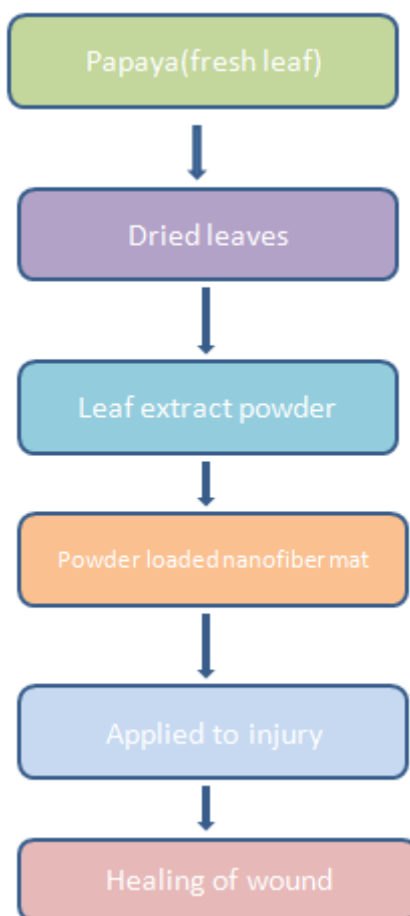 Papaya(fresh leaf)
Dried leaves
Leaf extract powder
Powder loaded nanofiber mat
Applied to injury
Healing of wound